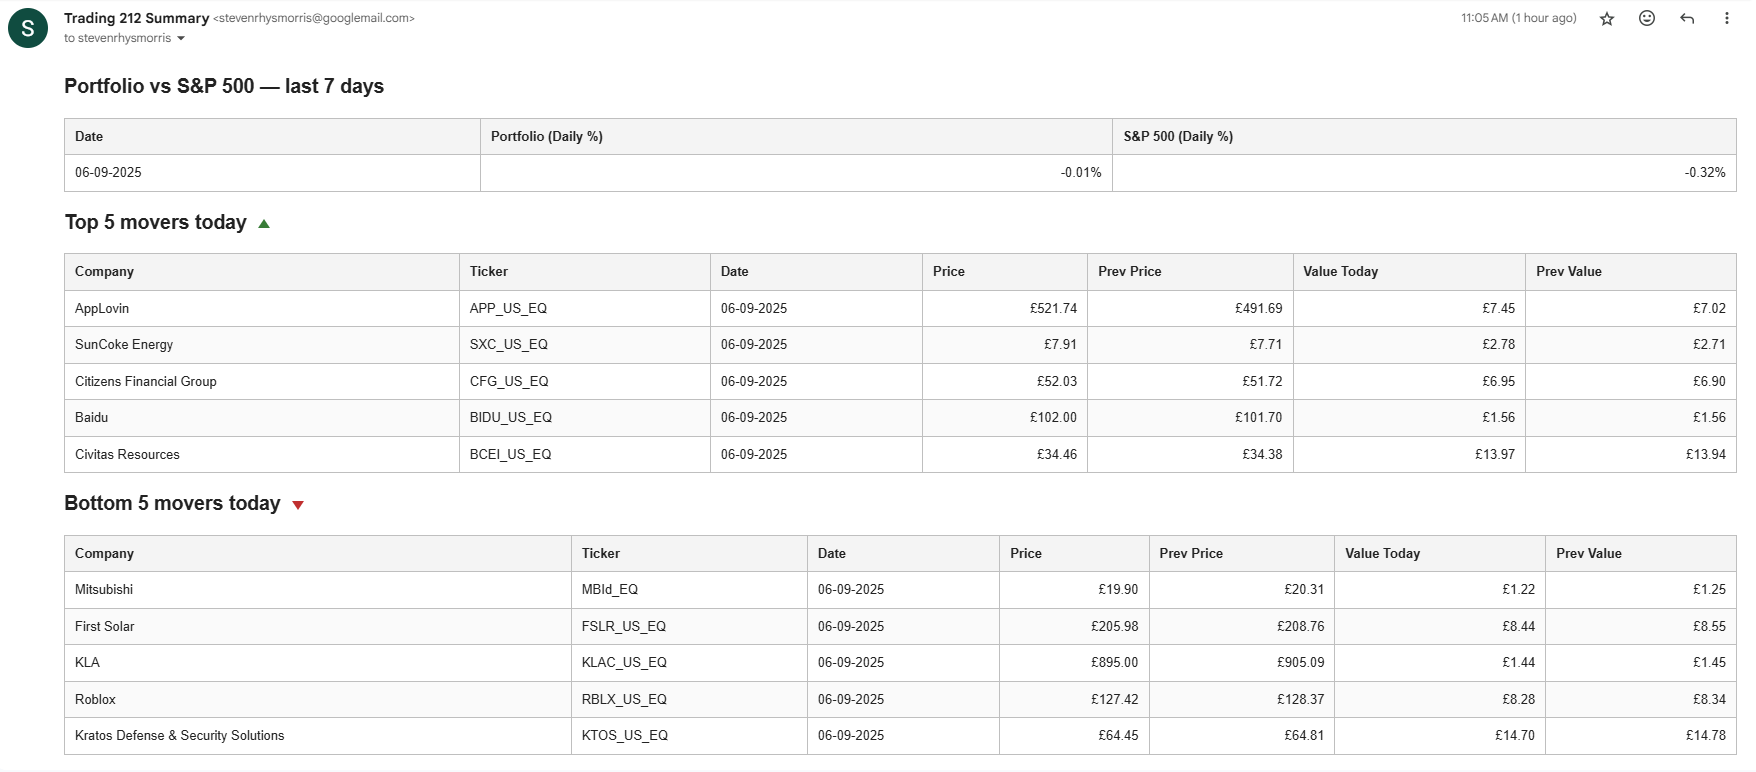 S
Trading 212 Summary <stevenrhysmorris@googlemail.com> 11:05 AM (1 hour ago)
to stevenrhysmorris
Portfolio vs S&P 500 — last 7 days
Date Portfolio (Daily %) S&P 500 (Daily %)
06-09-2025 -0.01% -0.32%
Top 5 movers today
Company Ticker Date Price Prev Price Value Today Prev Value
AppLovin APP_US_EQ 06-09-2025 £521.74 £491.69 £7.45 £7.02
SunCoke Energy SXC_US_EQ 06-09-2025 £7.91 £7.71 £2.78 £2.71
Citizens Financial Group CFG_US_EQ 06-09-2025 £52.03 £51.72 £6.95 £6.90
Baidu BIDU_US_EQ 06-09-2025 £102.00 £101.70 £1.56 £1.56
Civitas Resources BCEI_US_EQ 06-09-2025 £34.46 £34.38 £13.97 £13.94
Bottom 5 movers today
Company Ticker Date Price Prev Price Value Today Prev Value
Mitsubishi MBId_EQ 06-09-2025 £19.90 £20.31 £1.22 £1.25
First Solar FSLR_US_EQ 06-09-2025 £205.98 £208.76 £8.44 £8.55
KLA KLAC_US_EQ 06-09-2025 £895.00 £905.09 £1.44 £1.45
Roblox RBLX_US_EQ 06-09-2025 £127.42 £128.37 £8.28 £8.34
Kratos Defense & Security Solutions KTOS_US_EQ 06-09-2025 £64.45 £64.81 £14.70 £14.78